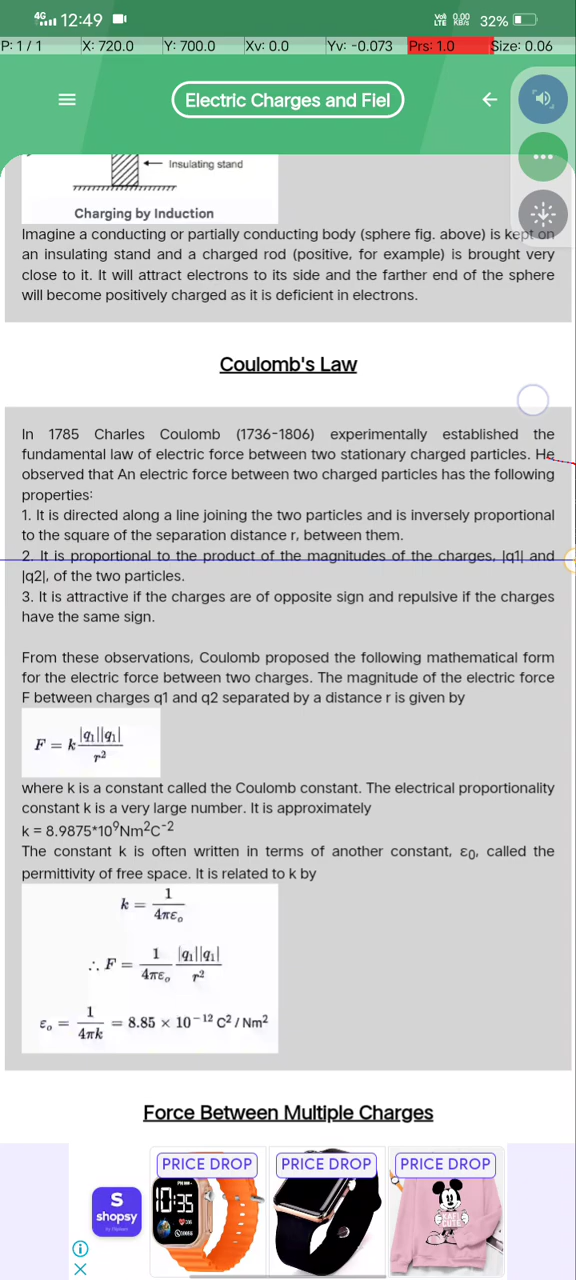 4G 12:49 Vo) LTE 0.00 KB/s 32%
P: 1 / 1 X: 720.0 Y: 700.0 Xv: 0.0 Yv: -0.073 Prs: 1.0 Size: 0.06
Electric Charges and Fiel
Insulating stand
Charging by Induction
Imagine a conducting or partially conducting body (sphere fig. above) is kept on
an insulating stand and a charged rod (positive, for example) is brought very
close to it. It will attract electrons to its side and the farther end of the sphere
will become positively charged as it is deficient in electrons.
Coulomb's Law
In 1785 Charles Coulomb (1736-1806) experimentally established the
fundamental law of electric force between two stationary charged particles. He
observed that An electric force between two charged particles has the following
properties:
1. It is directed along a line joining the two particles and is inversely proportional
to the square of the separation distance r, between them.
2. It is proportional to the product of the magnitudes of the charges, |q1| and
|q2|, of the two particles.
3. It is attractive if the charges are of opposite sign and repulsive if the charges
have the same sign.
From these observations, Coulomb proposed the following mathematical form
for the electric force between two charges. The magnitude of the electric force
F between charges q1 and q2 separated by a distance r is given by
F = k |q₁||q₁| / r²
where k is a constant called the Coulomb constant. The electrical proportionality
constant k is a very large number. It is approximately
k = 8.9875*10⁹Nm²C⁻²
The constant k is often written in terms of another constant, ε₀, called the
permittivity of free space. It is related to k by
k = 1 / 4πεₒ
∴ F = 1 / 4πεₒ |q₁||q₁| / r²
εₒ = 1 / 4πk = 8.85 × 10⁻¹² C² / Nm²
Force Between Multiple Charges
PRICE DROP PRICE DROP PRICE DROP
S
shopsy
10:35